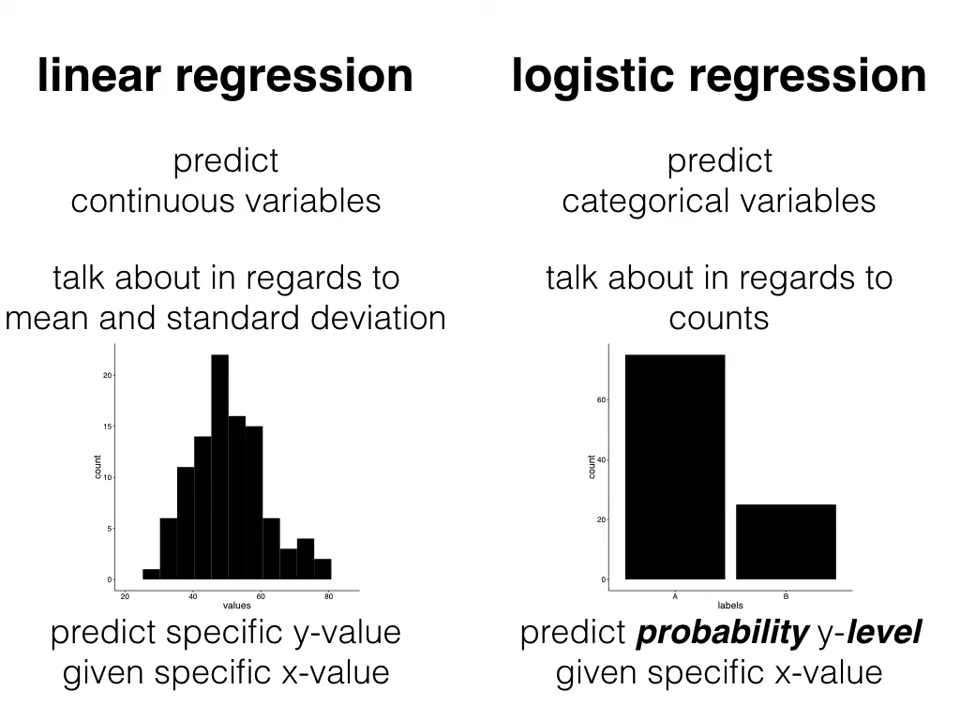 linear regression
predict
continuous variables
talk about in regards to
mean and standard deviation
20
15
10
5
0
count
20
40
60
80
values
predict specific y-value
given specific x-value
logistic regression
predict
categorical variables
talk about in regards to
counts
60
40
20
0
count
A
B
labels
predict probability y-level
given specific x-value